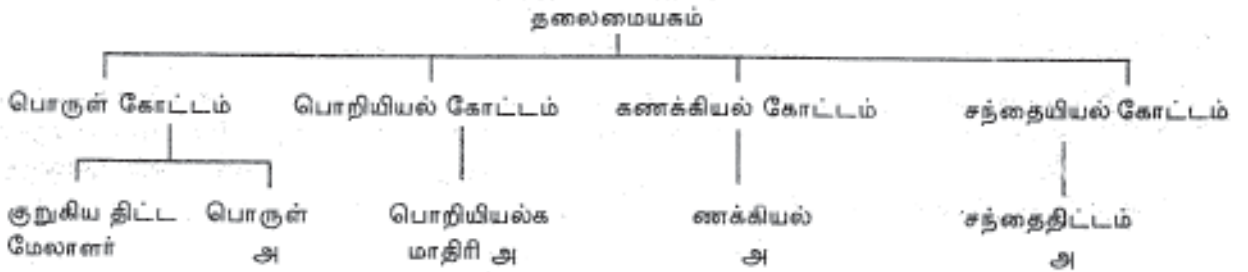 தலைமையகம்
பொருள் கோட்டம் பொறியியல் கோட்டம் கணக்கியல் கோட்டம் சந்தையியல் கோட்டம்
குறுகிய திட்ட பொருள் பொறியியல்க ணக்கியல் சந்தைதிட்டம்
மேலாளர் அ மாதிரி அ அ அ